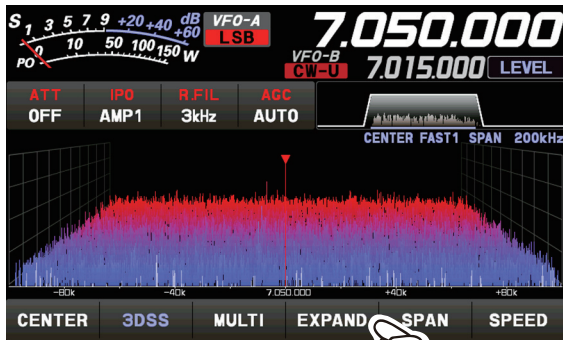 S 1 3 5 7 9 +20 +40 +60 dB
PO 0 10 50 100 150 W
VFO-A
LSB
7.050.000
VFO-B
CW-U
7.015.000
LEVEL
ATT IPO R.FIL AGC
OFF AMP1 3kHz AUTO
CENTER FAST1 SPAN 200kHz
-80k -40k 7.050.000 +40k +80k
CENTER 3DSS MULTI EXPAND SPAN SPEED